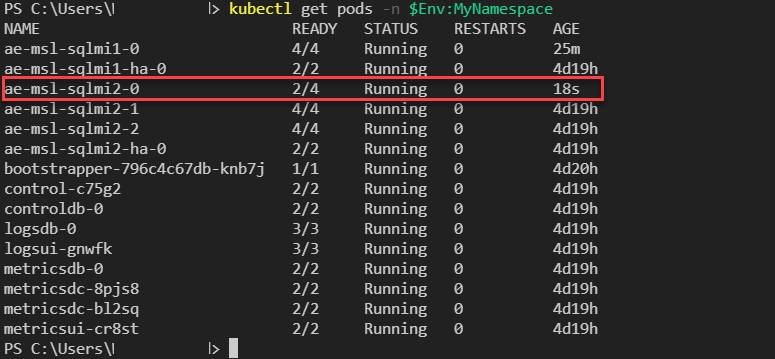 PS C:\Users\ |> kubectl get pods -n $Env:MyNamespace
NAME READY STATUS RESTARTS AGE
ae-msl-sqlmi1-0 4/4 Running 0 25m
ae-msl-sqlmi1-ha-0 2/2 Running 0 4d19h
ae-msl-sqlmi2-0 2/4 Running 0 18s
ae-msl-sqlmi2-1 4/4 Running 0 4d19h
ae-msl-sqlmi2-2 4/4 Running 0 4d19h
ae-msl-sqlmi2-ha-0 2/2 Running 0 4d19h
bootstrapper-796c4c67db-knb7j 1/1 Running 0 4d20h
control-c75g2 2/2 Running 0 4d19h
controldb-0 2/2 Running 0 4d19h
logsdb-0 3/3 Running 0 4d19h
logsui-gnwfk 3/3 Running 0 4d19h
metricsdb-0 2/2 Running 0 4d19h
metricsdc-8pjs8 2/2 Running 0 4d19h
metricsdc-bl2sq 2/2 Running 0 4d19h
metricsui-cr8st 2/2 Running 0 4d19h
PS C:\Users\ |>